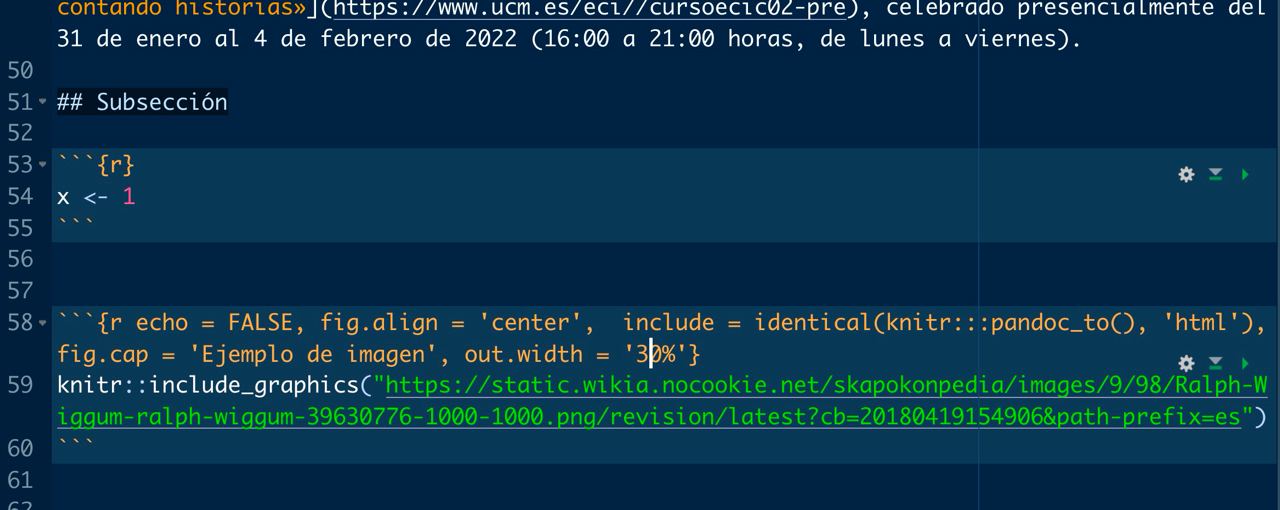 contando historias»](https://www.ucm.es/eci//cursoecic02-pre), celebrado presencialmente del
31 de enero al 4 de febrero de 2022 (16:00 a 21:00 horas, de lunes a viernes).
50
51 ## Subsección
52
53 ```{r}
54 x <- 1
55 ```
56
57
58 ```{r echo = FALSE, fig.align = 'center',  include = identical(knitr:::pandoc_to(), 'html'),
fig.cap = 'Ejemplo de imagen', out.width = '30%'}
59 knitr::include_graphics("https://static.wikia.nocookie.net/skapokonpedia/images/9/98/Ralph-W
iggum-ralph-wiggum-39630776-1000-1000.png/revision/latest?cb=20180419154906&path-prefix=es")
60 ```
61